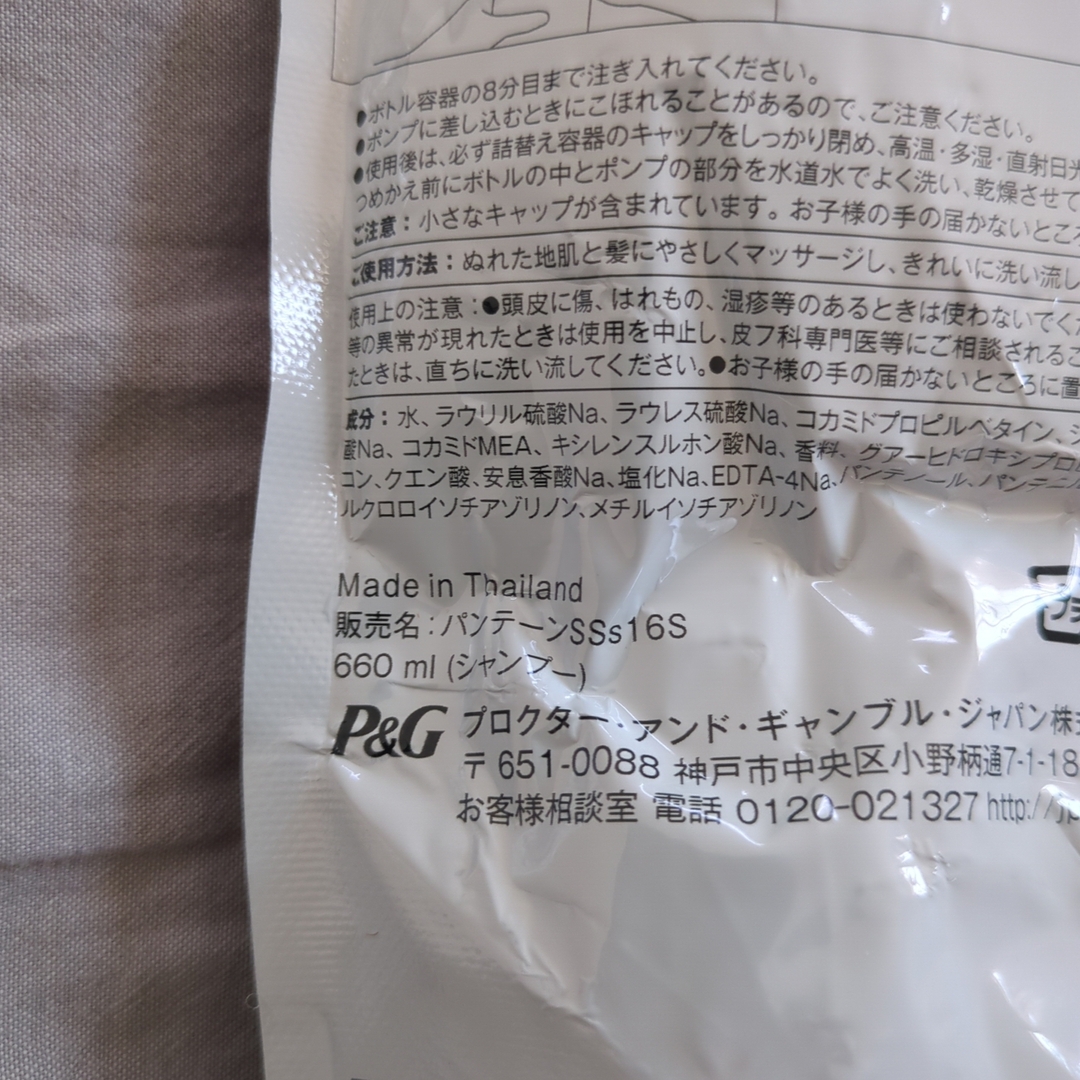 ●ボトル容器の8分目まで注ぎ入れてください。
●ポンプに差し込むときにこぼれることがあるので、ご注意ください。
●使用後は、必ず詰替え容器のキャップをしっかり閉め、高温・多湿・直射日光
つめかえ前にボトルの中とポンプの部分を水道水でよく洗い、乾燥させて
ご注意：小さなキャップが含まれています。お子様の手の届かないところ
ご使用方法：ぬれた地肌と髪にやさしくマッサージし、きれいに洗い流し
使用上の注意：●頭皮に傷、はれもの、湿疹等のあるときは使わないでくだ
等の異常が現れたときは使用を中止し、皮フ科専門医等にご相談されるこ
たときは、直ちに洗い流してください。●お子様の手の届かないところに置
成分：水、ラウリル硫酸Na、ラウレス硫酸Na、コカミドプロピルベタイン、
酸Na、コカミドMEA、キシレンスルホン酸Na、香料、グアーヒドロキシプロ
コン、クエン酸、安息香酸Na、塩化Na、EDTA-4Na、パンテノール、パンテニル
ルクロロイソチアゾリノン、メチルイソチアゾリノン
Made in Thailand
プラ
販売名：パンテーンSSs16S
660 ml (シャンプー)
P&G プロクター・アンド・ギャンブル・ジャパン株式
〒651-0088 神戸市中央区小野柄通7-1-18
お客様相談室 電話 0120-021327 http://jp